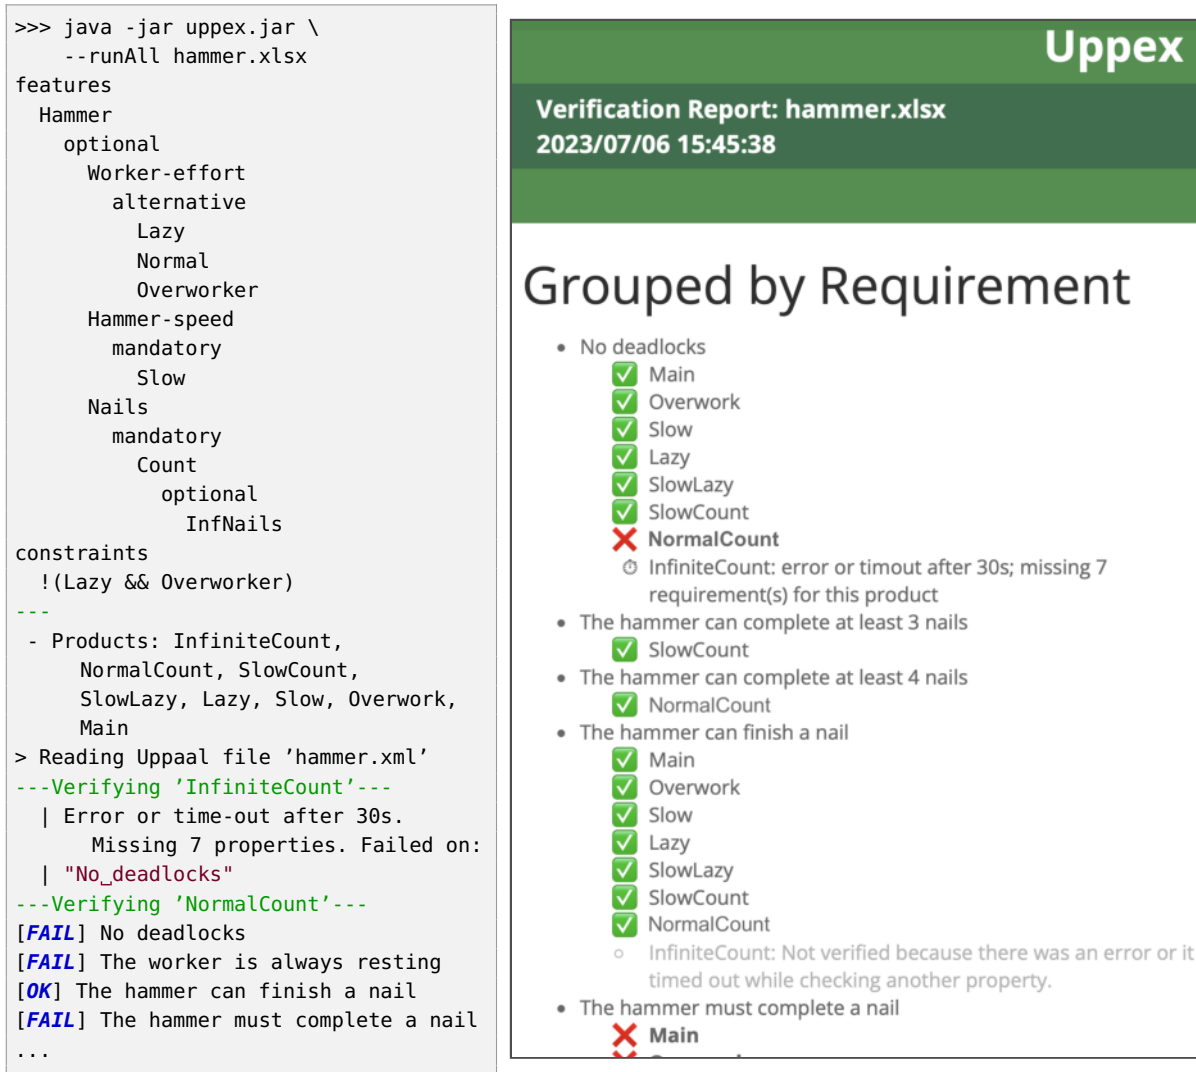 >>> java -jar uppex.jar \
    --runAll hammer.xlsx
features
  Hammer
    optional
      Worker-effort
        alternative
          Lazy
          Normal
          Overworker
      Hammer-speed
        mandatory
          Slow
      Nails
        mandatory
          Count
            optional
              InfNails
constraints
  !(Lazy && Overworker)
---
 - Products: InfiniteCount,
     NormalCount, SlowCount,
     SlowLazy, Lazy, Slow, Overwork,
     Main
> Reading Uppaal file ’hammer.xml’
---Verifying ’InfiniteCount’---
  | Error or time-out after 30s.
      Missing 7 properties. Failed on:
  | "No␣deadlocks"
---Verifying ’NormalCount’---
[FAIL] No deadlocks
[FAIL] The worker is always resting
[OK] The hammer can finish a nail
[FAIL] The hammer must complete a nail
...
Uppex
Verification Report: hammer.xlsx
2023/07/06 15:45:38
Grouped by Requirement
• No deadlocks
✅ Main
✅ Overwork
✅ Slow
✅ Lazy
✅ SlowLazy
✅ SlowCount
❌ NormalCount
⏱ InfiniteCount: error or timout after 30s; missing 7
requirement(s) for this product
• The hammer can complete at least 3 nails
✅ SlowCount
• The hammer can complete at least 4 nails
✅ NormalCount
• The hammer can finish a nail
✅ Main
✅ Overwork
✅ Slow
✅ Lazy
✅ SlowLazy
✅ SlowCount
✅ NormalCount
○ InfiniteCount: Not verified because there was an error or it
timed out while checking another property.
• The hammer must complete a nail
❌ Main